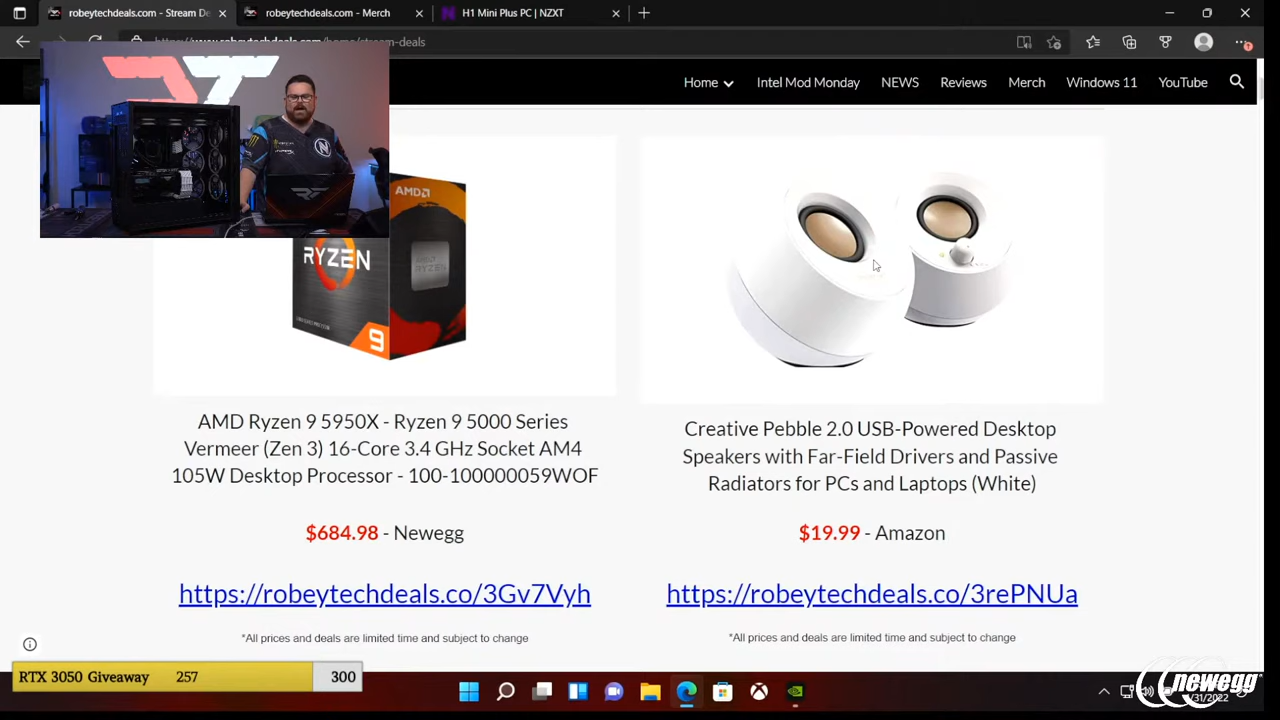 robeytechdeals.com - Stream De
robeytechdeals.com - Merch
H1 Mini Plus PC | NZXT
Home
Intel Mod Monday
NEWS
Reviews
Merch
Windows 11
YouTube
AMD
RYZEN
9
AMD Ryzen 9 5950X - Ryzen 9 5000 Series
Vermeer (Zen 3) 16-Core 3.4 GHz Socket AM4
105W Desktop Processor - 100-100000059WOF
$684.98 - Newegg
https://robeytechdeals.co/3Gv7Vyh
*All prices and deals are limited time and subject to change
Creative Pebble 2.0 USB-Powered Desktop
Speakers with Far-Field Drivers and Passive
Radiators for PCs and Laptops (White)
$19.99 - Amazon
https://robeytechdeals.co/3rePNUa
*All prices and deals are limited time and subject to change
RTX 3050 Giveaway 257 300
newegg
/31/2022